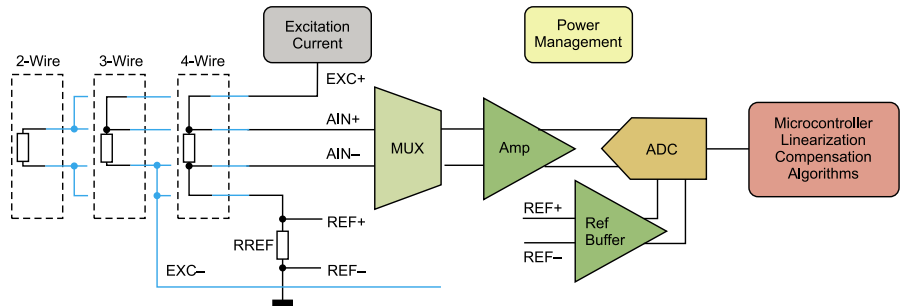 Excitation
Current
Power
Management
2-Wire
3-Wire
4-Wire
EXC+
AIN+
AIN–
MUX
Amp
ADC
Microcontroller
Linearization
Compensation
Algorithms
REF+
RREF
REF–
EXC–
REF+
REF–
Ref
Buffer